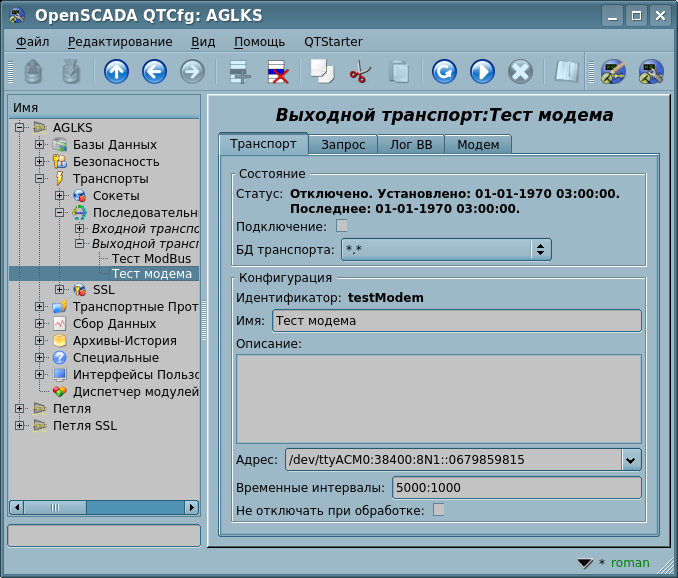 OpenSCADA QTCfg: AGLKS
Файл Редактирование Вид Помощь QTStarter
Имя
AGLKS
Базы Данных
Безопасность
Транспорты
Сокеты
Последовательн
Входной транспо
Выходной трансп
Тест ModBus
Тест модема
SSL
Транспортные Прот
Сбор Данных
Архивы-История
Специальные
Интерфейсы Пользо
Диспетчер модулей
Петля
Петля SSL
Выходной транспорт:Тест модема
Транспорт Запрос Лог ВВ Модем
Состояние
Статус: Отключено. Установлено: 01-01-1970 03:00:00.
Последнее: 01-01-1970 03:00:00.
Подключение:
БД транспорта: *.*
Конфигурация
Идентификатор: testModem
Имя: Тест модема
Описание:
Адрес: /dev/ttyACM0:38400:8N1::0679859815
Временные интервалы: 5000:1000
Не отключать при обработке:
* roman